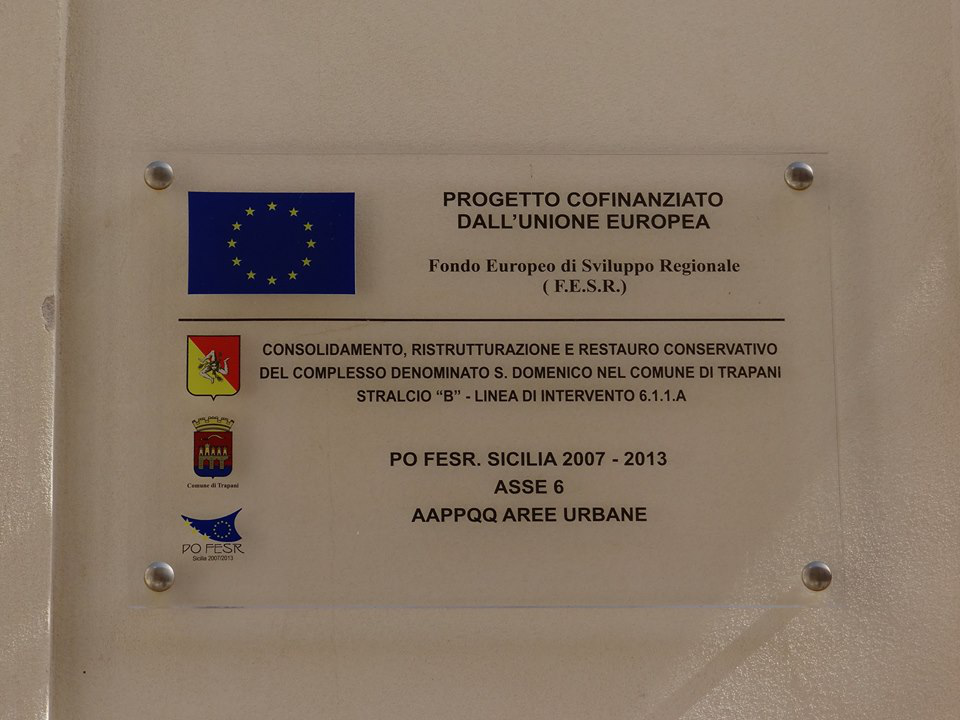 PROGETTO COFINANZIATO
DALL'UNIONE EUROPEA
Fondo Europeo di Sviluppo Regionale
( F.E.S.R.)
CONSOLIDAMENTO, RISTRUTTURAZIONE E RESTAURO CONSERVATIVO
DEL COMPLESSO DENOMINATO S. DOMENICO NEL COMUNE DI TRAPANI
STRALCIO “B” - LINEA DI INTERVENTO 6.1.1.A
Comune di Trapani
PO FESR. SICILIA 2007 - 2013
ASSE 6
AAPPQQ AREE URBANE
PO FESR
Sicilia 2007/2013